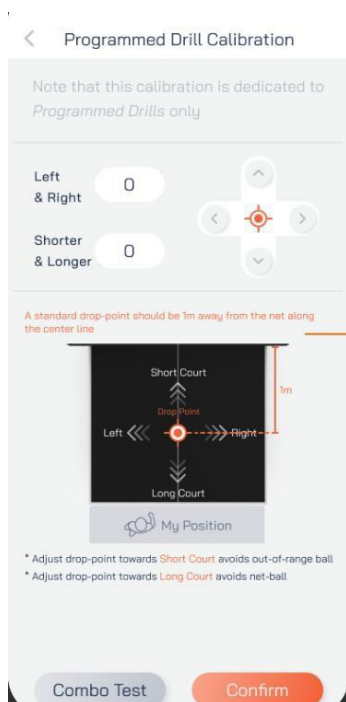 Programmed Drill Calibration
Note that this calibration is dedicated to
Programmed Drills only
Left
& Right
0
Shorter
& Longer
0
A standard drop-point should be 1m away from the net along
the center line
Short Court
1m
Drop Point
Left
Right
Long Court
My Position
* Adjust drop-point towards Short Court avoids out-of-range ball
* Adjust drop-point towards Long Court avoids net-ball
Combo Test
Confirm